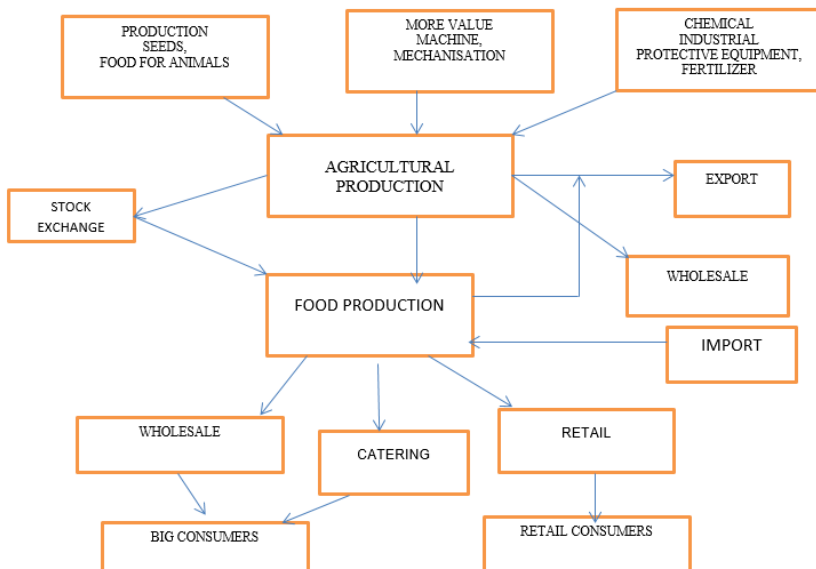 PRODUCTION
SEEDS,
FOOD FOR ANIMALS
MORE VALUE
MACHINE,
MECHANISATION
CHEMICAL
INDUSTRIAL
PROTECTIVE EQUIPMENT,
FERTILIZER
AGRICULTURAL
PRODUCTION
EXPORT
STOCK
EXCHANGE
WHOLESALE
FOOD PRODUCTION
IMPORT
WHOLESALE
CATERING
RETAIL
BIG CONSUMERS
RETAIL CONSUMERS